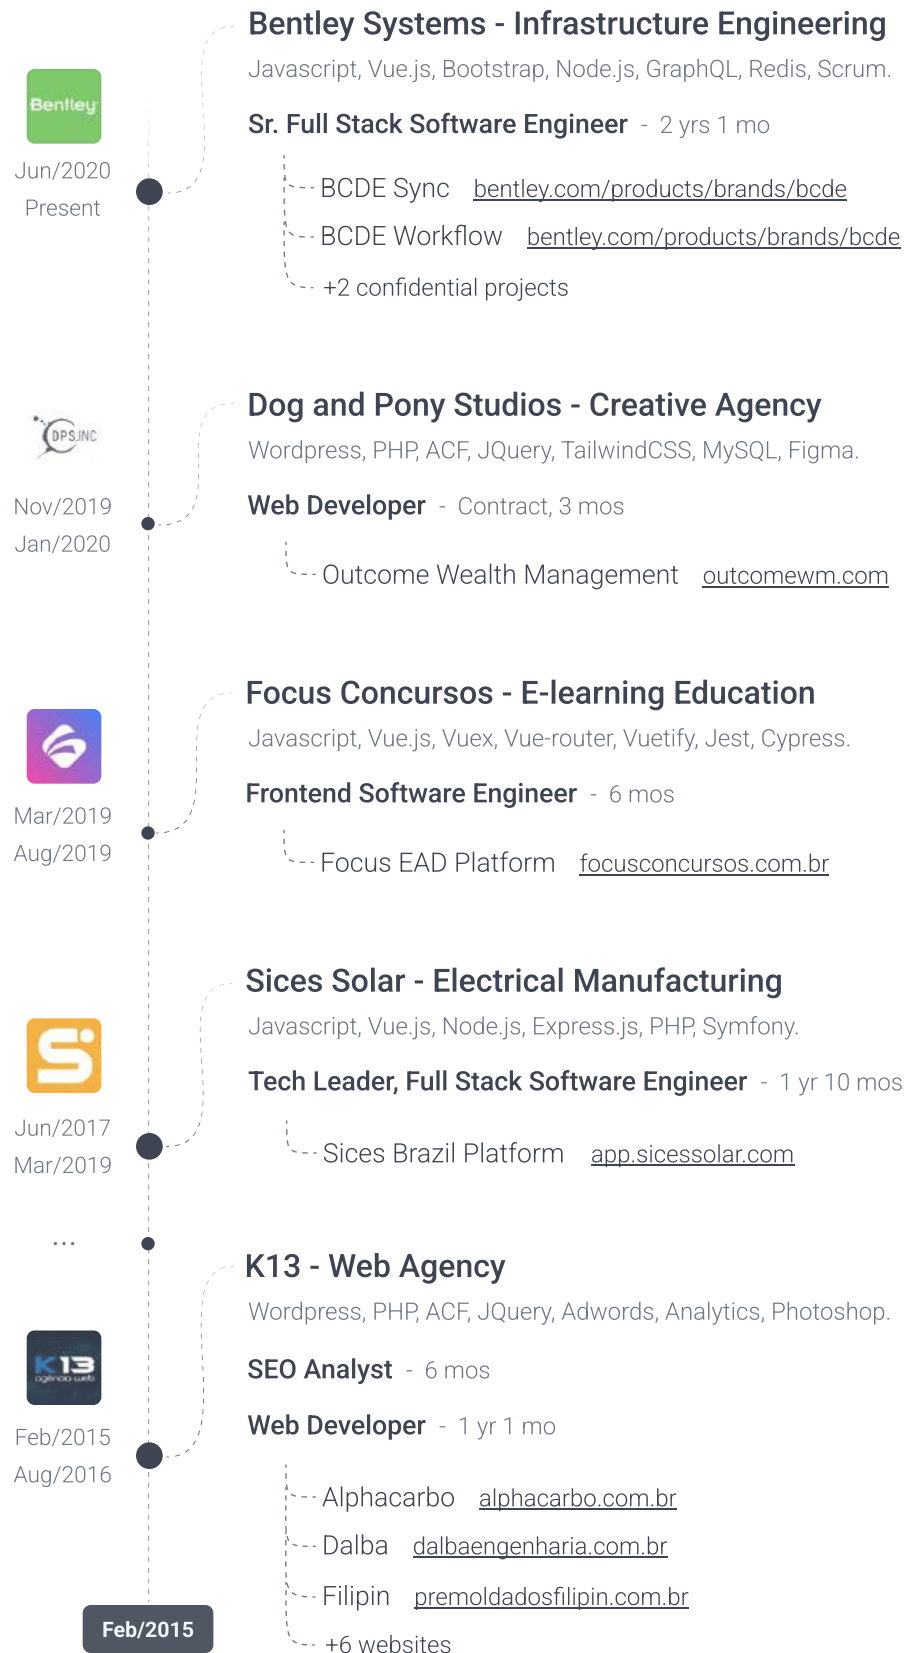 Bentley Systems - Infrastructure Engineering
Javascript, Vue.js, Bootstrap, Node.js, GraphQL, Redis, Scrum.
Bentley
Jun/2020
Present
Sr. Full Stack Software Engineer - 2 yrs 1 mo
BCDE Sync bentley.com/products/brands/bcde
BCDE Workflow bentley.com/products/brands/bcde
+2 confidential projects
Dog and Pony Studios - Creative Agency
Wordpress, PHP, ACF, JQuery, TailwindCSS, MySQL, Figma.
DPS.INC
Nov/2019
Jan/2020
Web Developer - Contract, 3 mos
Outcome Wealth Management outcomewm.com
Focus Concursos - E-learning Education
Javascript, Vue.js, Vuex, Vue-router, Vuetify, Jest, Cypress.
Mar/2019
Aug/2019
Frontend Software Engineer - 6 mos
Focus EAD Platform focusconcursos.com.br
Sices Solar - Electrical Manufacturing
Javascript, Vue.js, Node.js, Express.js, PHP, Symfony.
S
Jun/2017
Mar/2019
Tech Leader, Full Stack Software Engineer - 1 yr 10 mos
Sices Brazil Platform app.sicessolar.com
...
K13 - Web Agency
Wordpress, PHP, ACF, JQuery, Adwords, Analytics, Photoshop.
K13
agência web
Feb/2015
Aug/2016
SEO Analyst - 6 mos
Web Developer - 1 yr 1 mo
Alphacarbo alphacarbo.com.br
Dalba dalbaengenharia.com.br
Filipin premoldadosfilipin.com.br
+6 websites
Feb/2015